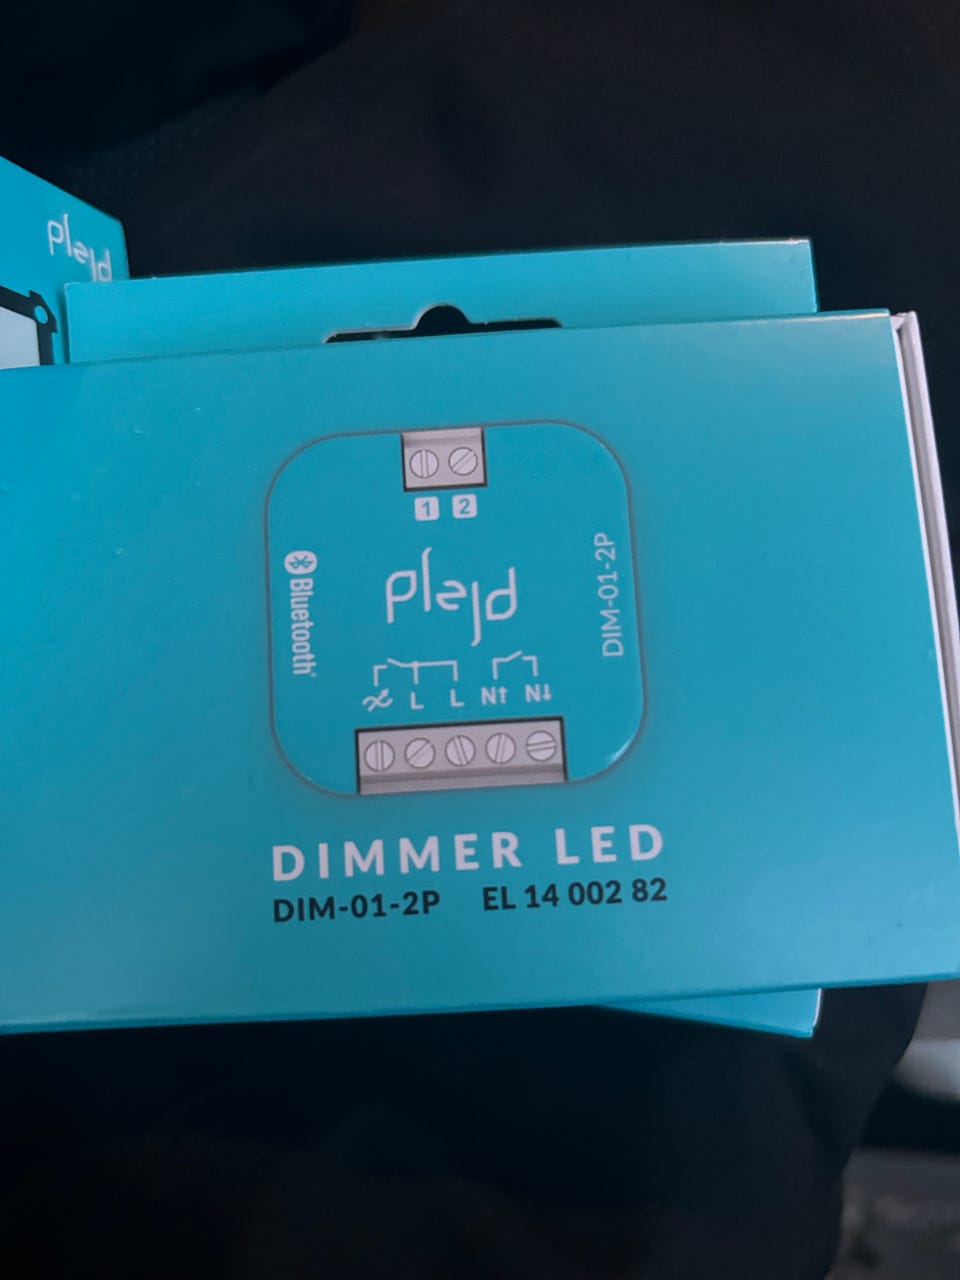 plejd
1 2
Bluetooth®
plejd
DIM-01-2P
L L N↑ N↓
DIMMER LED
DIM-01-2P EL 14 002 82